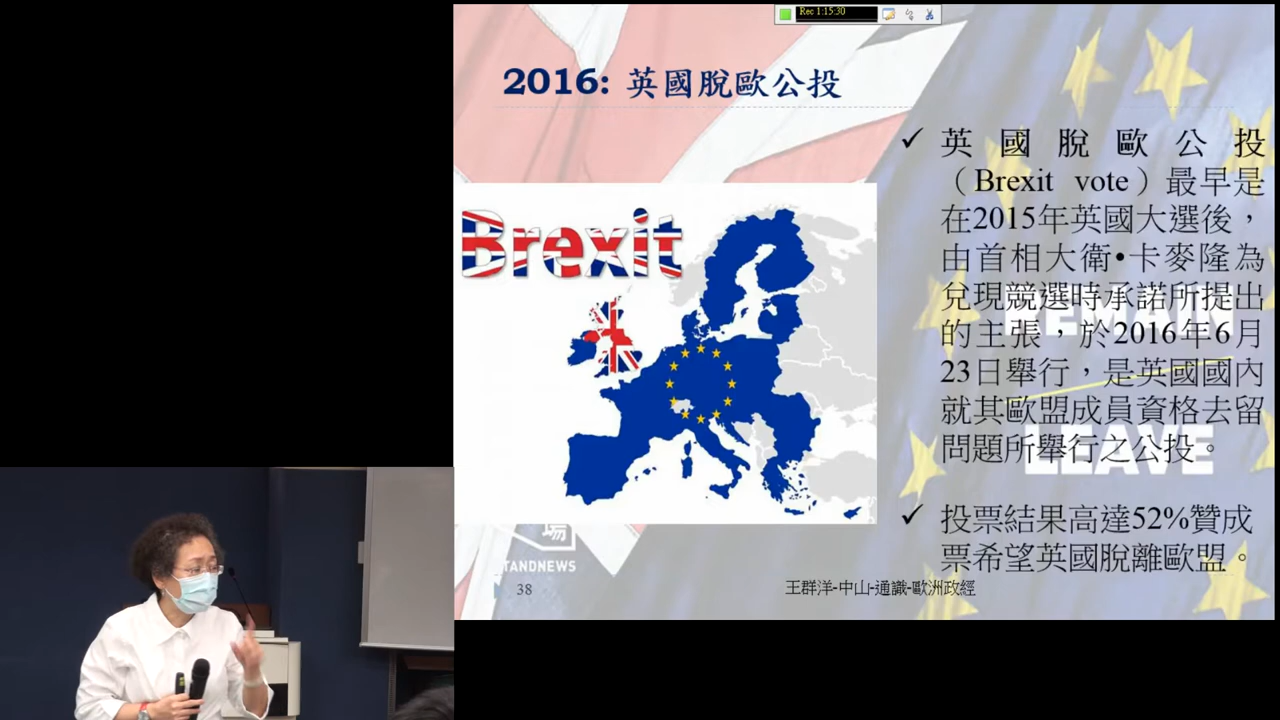 Rec 1:15:30
2016: 英國脫歐公投
✓ 英國脫歐公投
（Brexit vote）最早是
在2015年英國大選後，
由首相大衛•卡麥隆為
兌現競選時承諾所提出
的主張，於2016年6月
23日舉行，是英國國內
就其歐盟成員資格去留
問題所舉行之公投。
✓ 投票結果高達52%贊成
票希望英國脫離歐盟。
Brexit
REMAIN
LEAVE
場
TANDNEWS
38
王群洋-中山-通識-歐洲政經